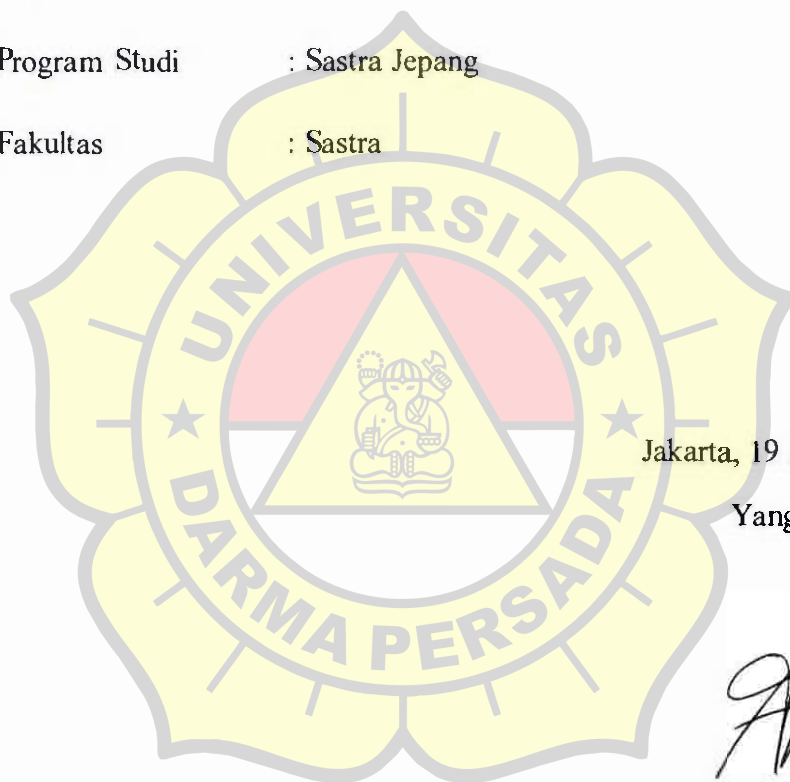 Program Studi : Sastra Jepang
Fakultas : Sastra
UNIVERSITAS
DARMA PERSADA
Jakarta, 19
Yang